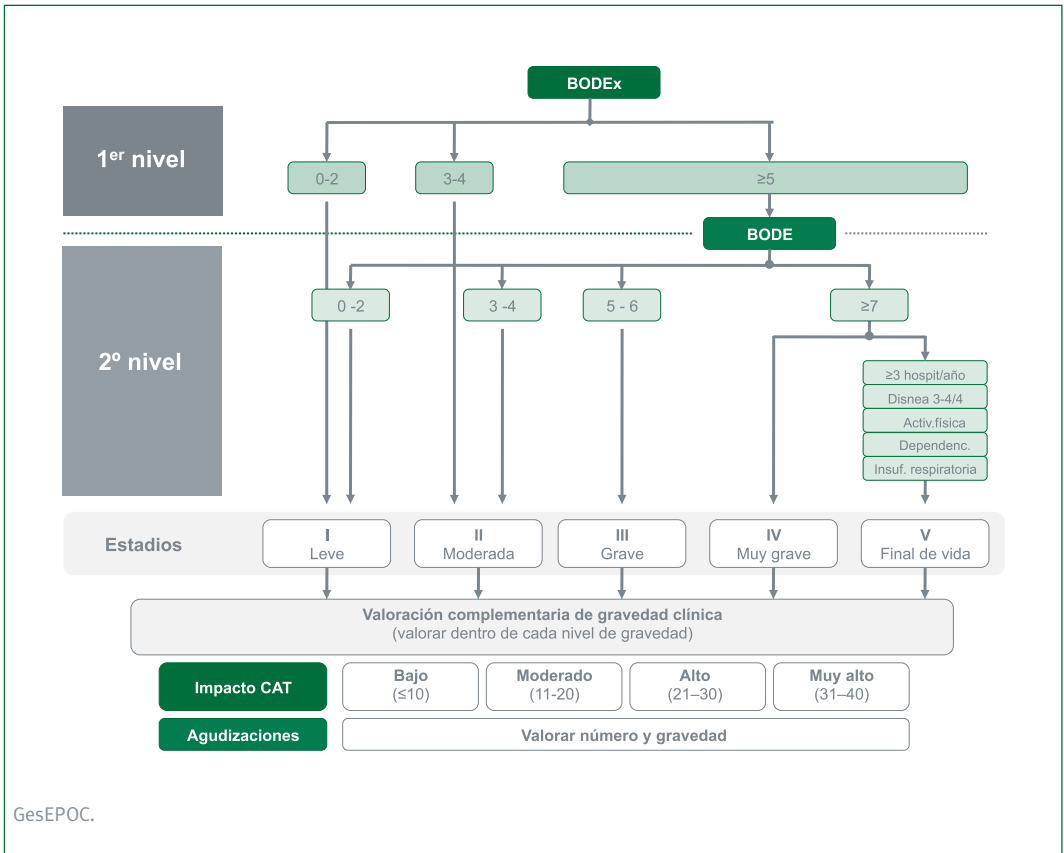 BODEx
1er nivel
0-2
3-4
≥5
BODE
2º nivel
0 -2
3 -4
5 - 6
≥7
≥3 hospit/año
Disnea 3-4/4
Activ.física
Dependenc.
Insuf. respiratoria
Estadios
I
Leve
II
Moderada
III
Grave
IV
Muy grave
V
Final de vida
Valoración complementaria de gravedad clínica
(valorar dentro de cada nivel de gravedad)
Impacto CAT
Bajo
(≤10)
Moderado
(11-20)
Alto
(21–30)
Muy alto
(31–40)
Agudizaciones
Valorar número y gravedad
GesEPOC.